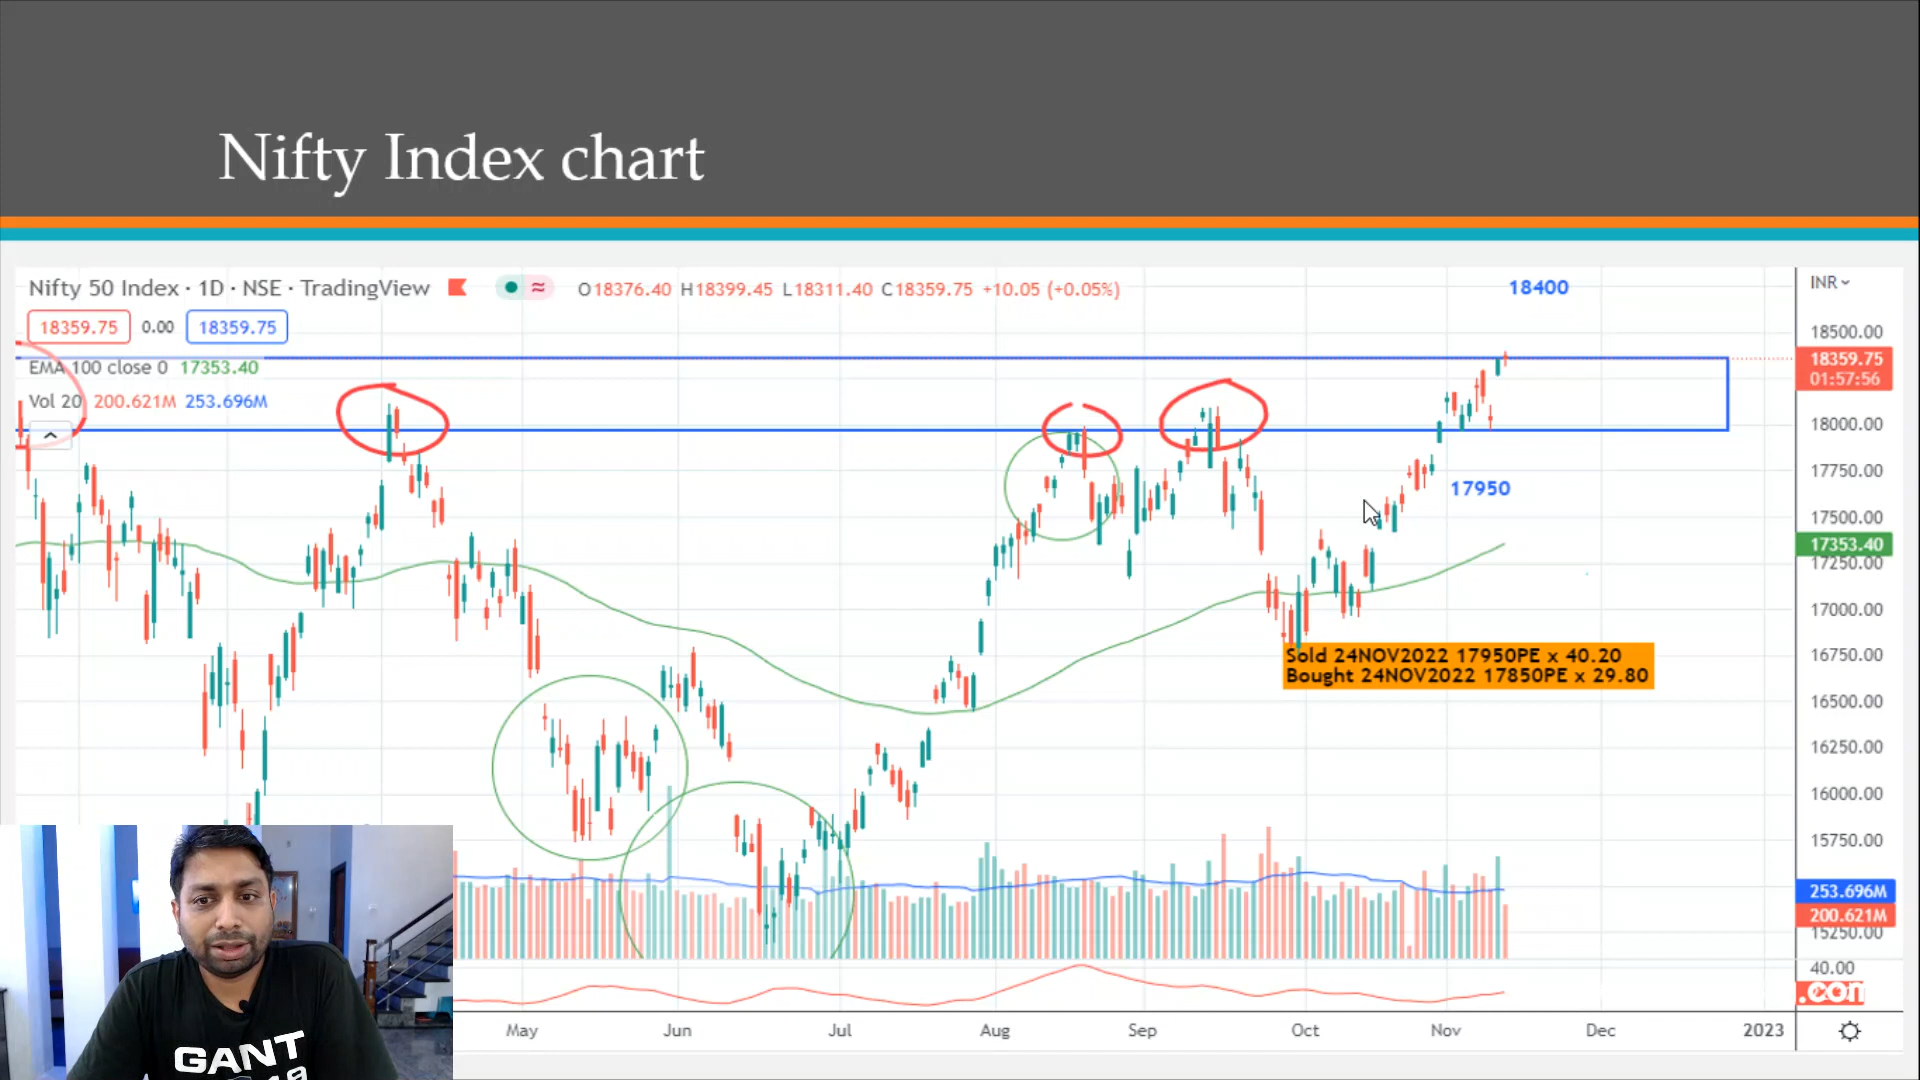 Nifty Index chart
Nifty 50 Index · 1D · NSE · TradingView ≈ O18376.40 H18399.45 L18311.40 C18359.75 +10.05 (+0.05%)
18400
INR
18359.75 0.00 18359.75
EMA 100 close 0 17353.40
Vol 20 200.621M 253.696M
17950
18500.00
18359.75
01:57:56
18000.00
17750.00
17500.00
17353.40
17250.00
17000.00
16750.00
16500.00
16250.00
16000.00
15750.00
253.696M
200.621M
15250.00
40.00
.com
Sold 24NOV2022 17950PE x 40.20
Bought 24NOV2022 17850PE x 29.80
May Jun Jul Aug Sep Oct Nov Dec 2023
GANT